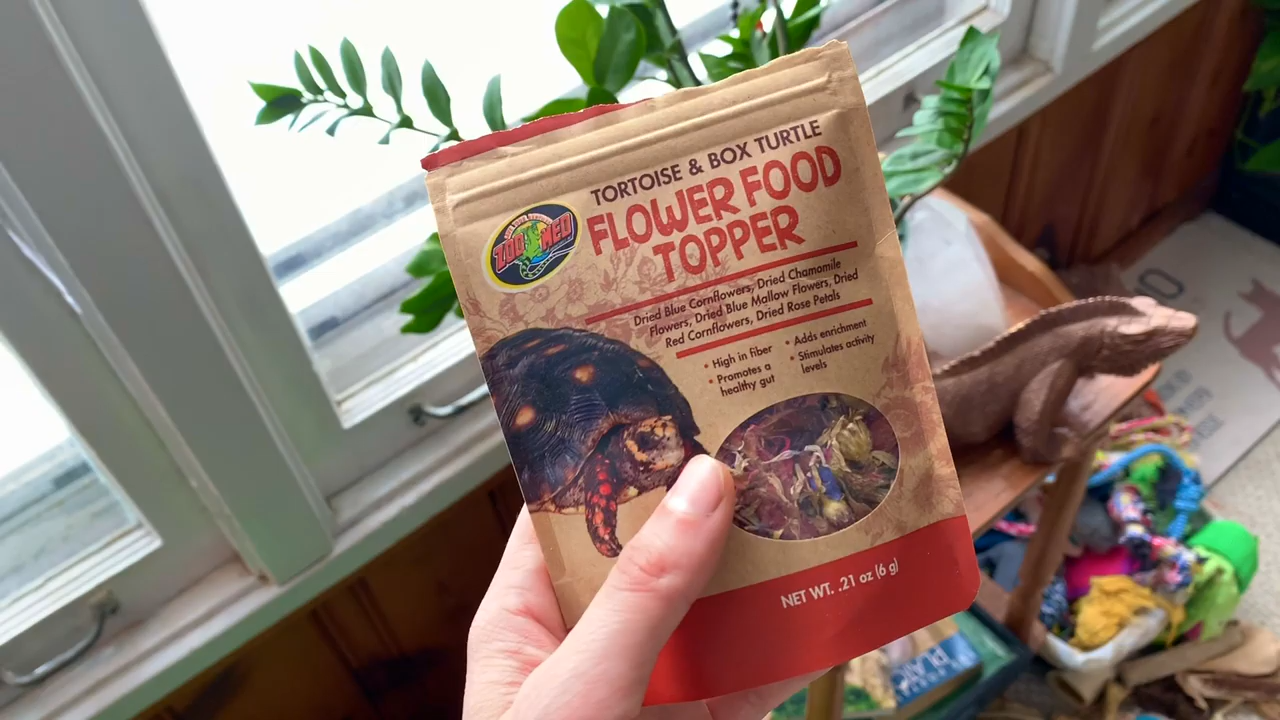 TORTOISE & BOX TURTLE
FLOWER FOOD
TOPPER
ZOO MED
Dried Blue Cornflowers, Dried Chamomile
Flowers, Dried Blue Mallow Flowers, Dried
Red Cornflowers, Dried Rose Petals
• High in fiber
• Promotes a
healthy gut
• Adds enrichment
• Stimulates activity
levels
NET WT. .21 oz (6 g)